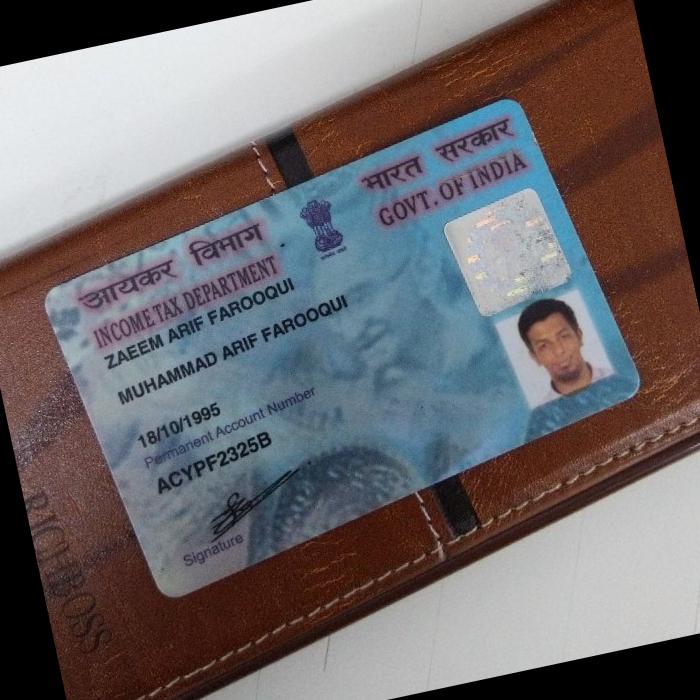 आयकर विभाग
INCOME TAX DEPARTMENT
भारत सरकार
GOVT. OF INDIA
ZAEEM ARIF FAROOQUI
MUHAMMAD ARIF FAROOQUI
18/10/1995
Permanent Account Number
ACYPF2325B
Signature
RICHBOSS